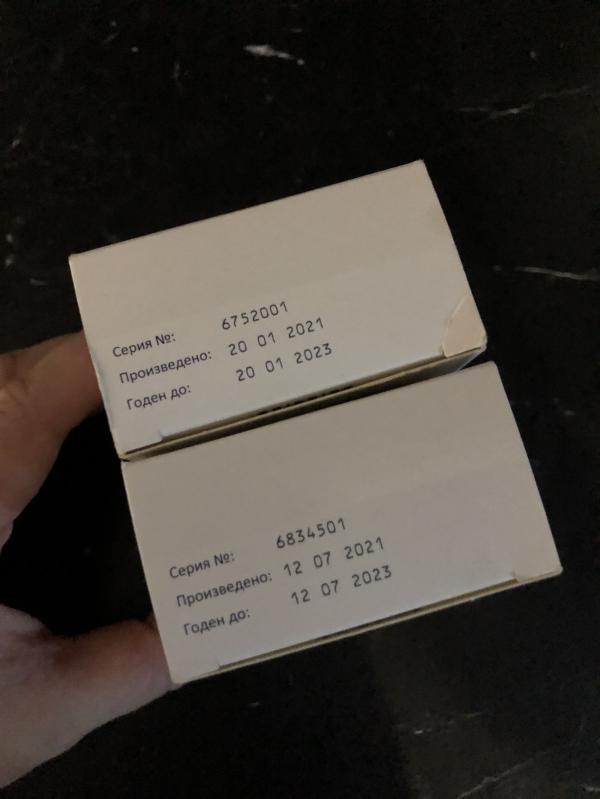 Серия №: 6752001
Произведено: 20 01 2021
Годен до: 20 01 2023
Серия №: 6834501
Произведено: 12 07 2021
Годен до: 12 07 2023